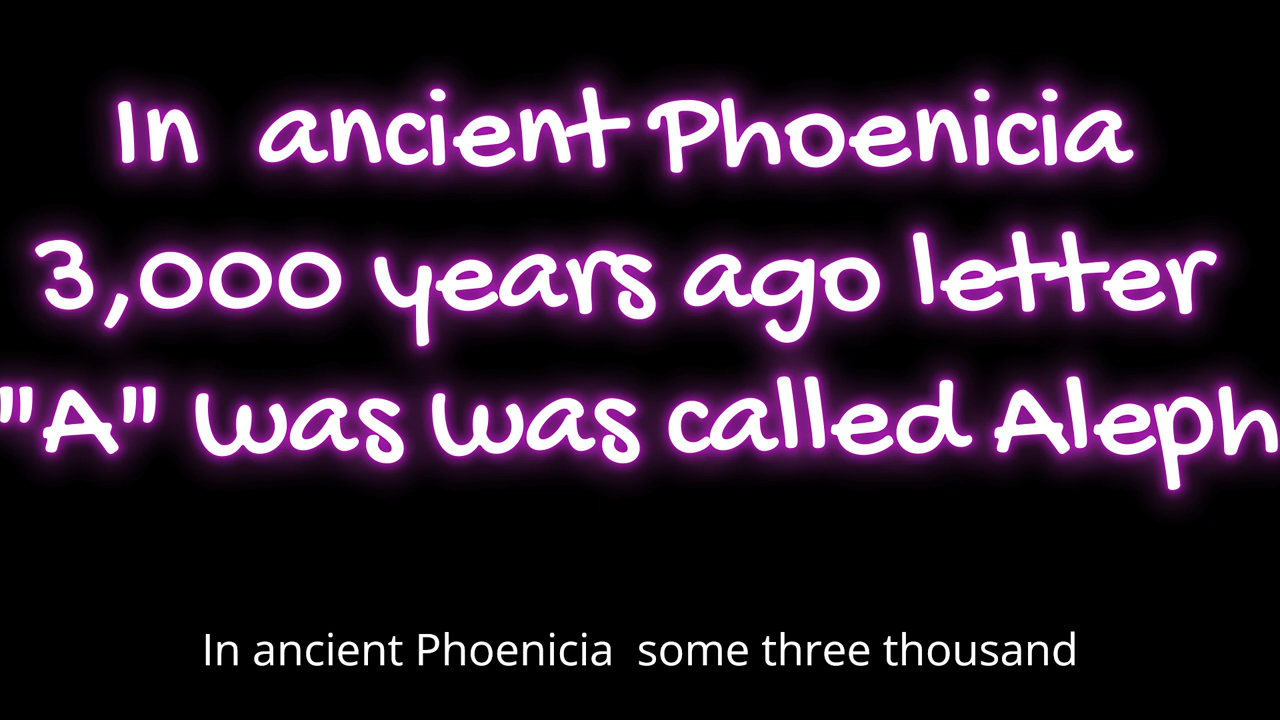 In ancient Phoenicia
3,000 years ago letter
"A" was was called Aleph
In ancient Phoenicia some three thousand